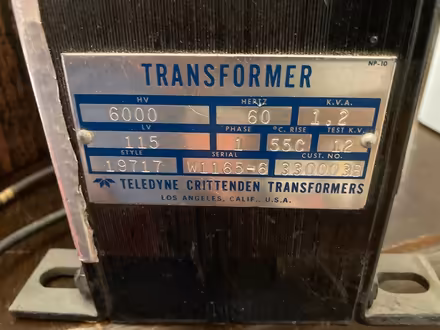 NP-10
TRANSFORMER
HV HERTZ K.V.A.
6000 60 1.2
LV PHASE °C. RISE TEST K.V.
115 1 55C 12
STYLE SERIAL CUST. NO.
19717 W1165-6
TELEDYNE CRITTENDEN TRANSFORMERS
LOS ANGELES, CALIF., U.S.A.